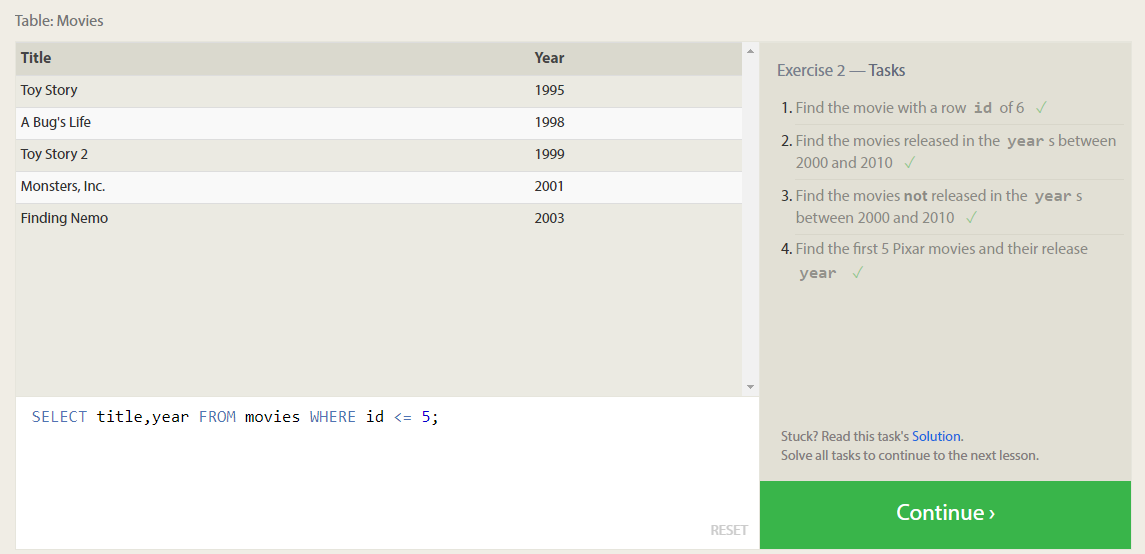 Table: Movies
Title Year
Toy Story 1995
A Bug's Life 1998
Toy Story 2 1999
Monsters, Inc. 2001
Finding Nemo 2003
SELECT title,year FROM movies WHERE id <= 5;
RESET
Exercise 2 — Tasks
1. Find the movie with a row id of 6 ✓
2. Find the movies released in the year s between
2000 and 2010 ✓
3. Find the movies not released in the year s
between 2000 and 2010 ✓
4. Find the first 5 Pixar movies and their release
year ✓
Stuck? Read this task's Solution.
Solve all tasks to continue to the next lesson.
Continue ›